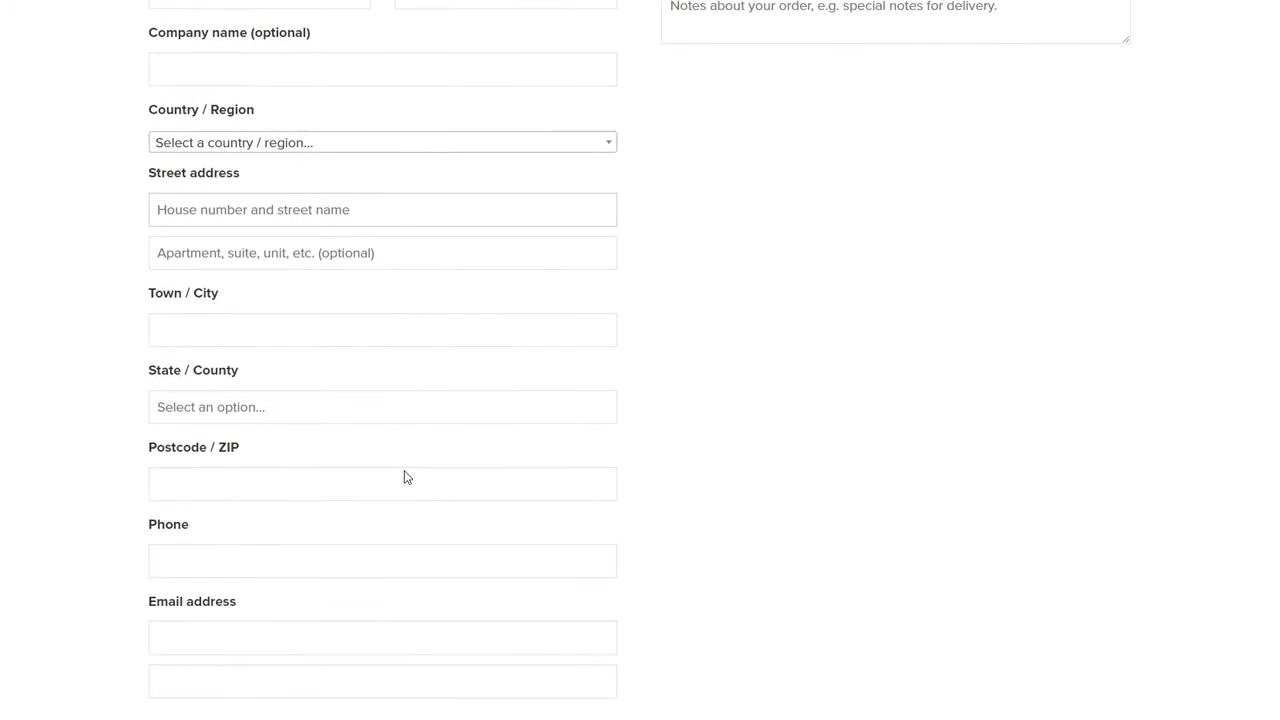 Notes about your order, e.g. special notes for delivery.
Company name (optional)
Country / Region
Select a country / region...
Street address
House number and street name
Apartment, suite, unit, etc. (optional)
Town / City
State / County
Select an option...
Postcode / ZIP
Phone
Email address